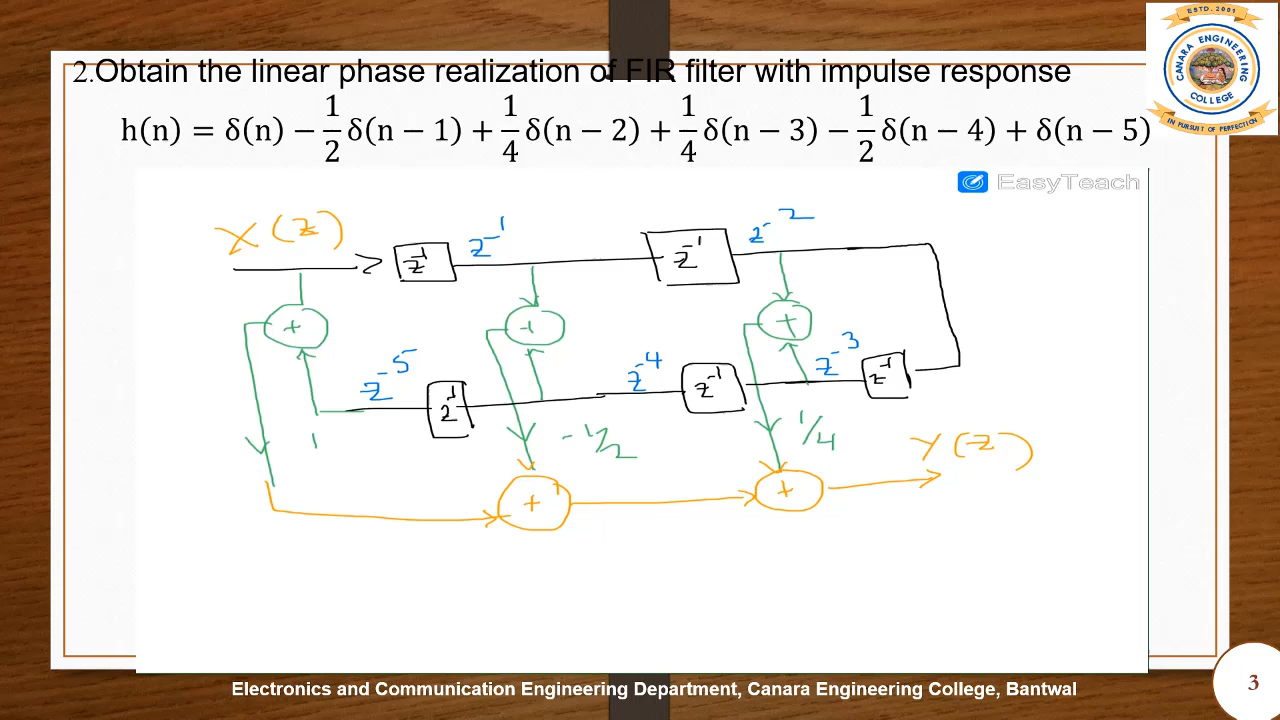 ESTD. 2001
CANARA ENGINEERING
COLLEGE
IN PURSUIT OF PERFECTION
2.Obtain the linear phase realization of FIR filter with impulse response
h(n) = δ(n) − 1/2 δ(n − 1) + 1/4 δ(n − 2) + 1/4 δ(n − 3) − 1/2 δ(n − 4) + δ(n − 5)
EasyTeach
X(z) z⁻¹ z⁻¹ z⁻¹ z⁻²
+ + +
z⁻⁵ z⁻¹ z⁻⁴ z⁻¹ z⁻³ z⁻¹
1 -1/2 1/4 Y(z)
+ +
Electronics and Communication Engineering Department, Canara Engineering College, Bantwal
3